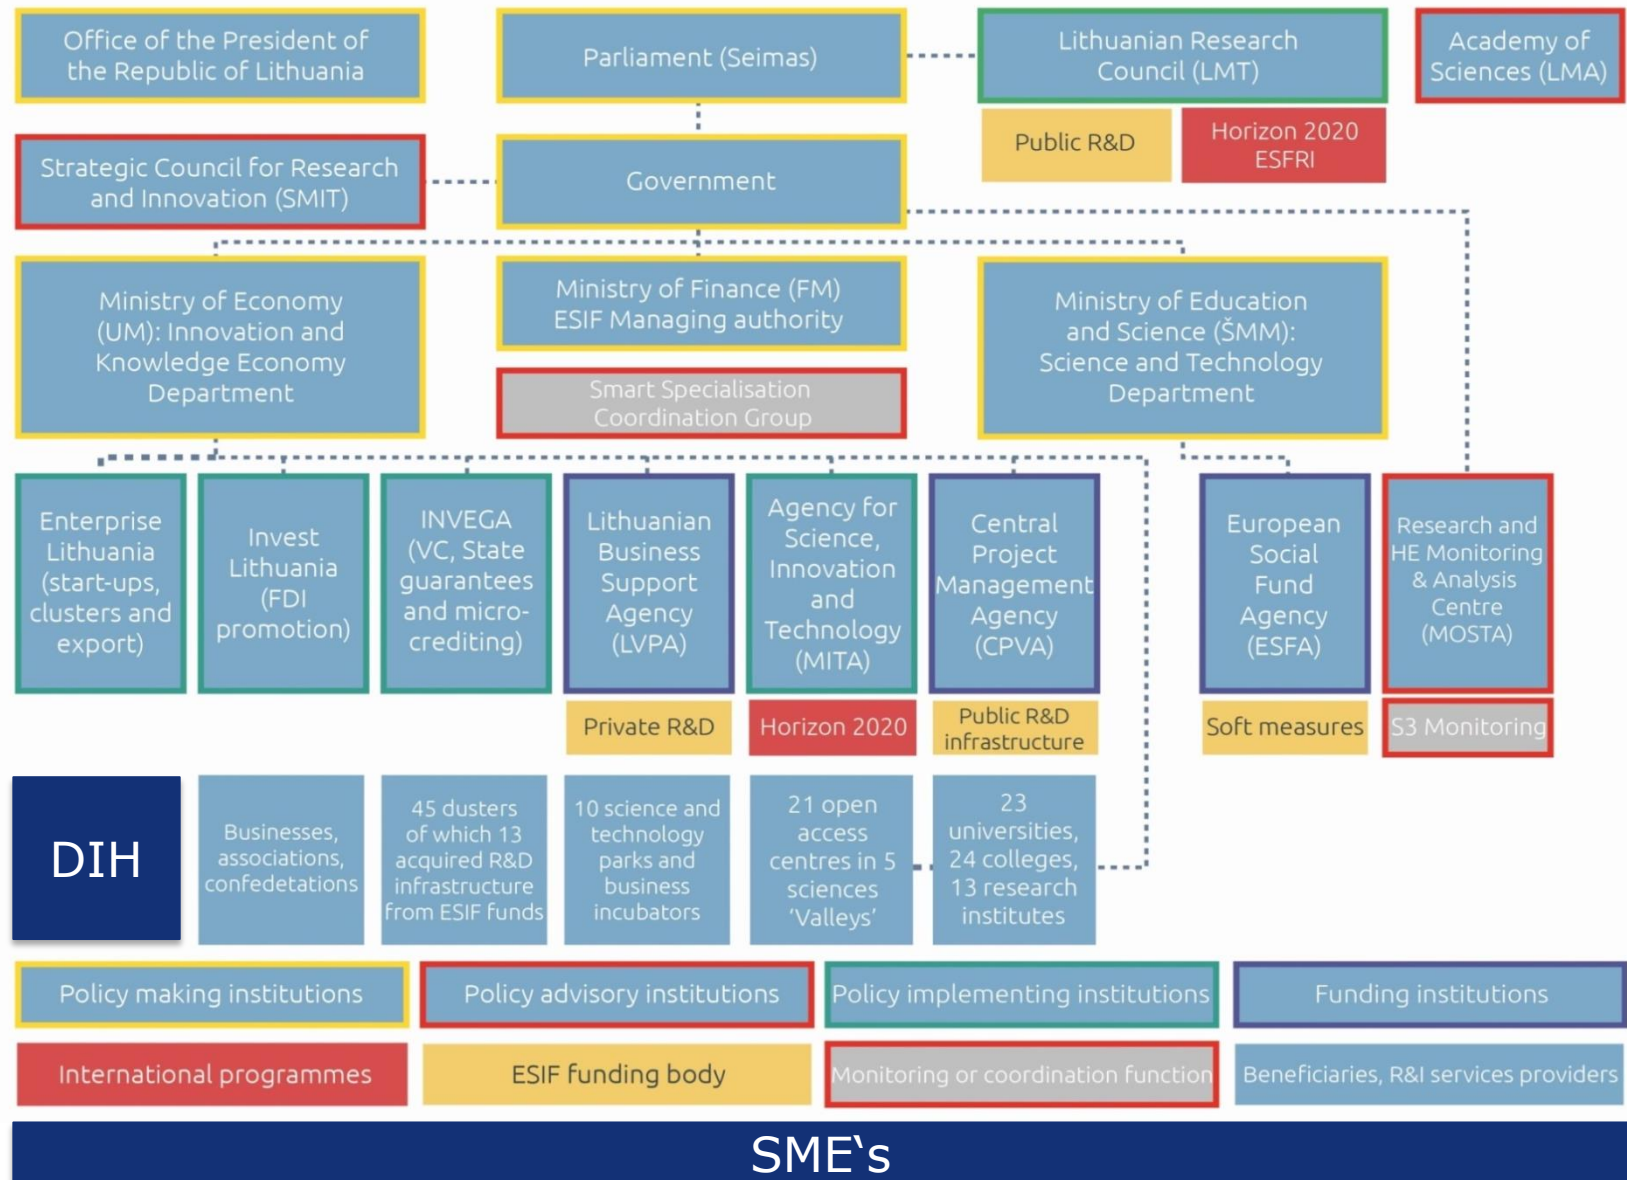 Office of the President of
the Republic of Lithuania
Parliament (Seimas)
Lithuanian Research
Council (LMT)
Academy of
Sciences (LMA)
Public R&D
Horizon 2020
ESFRI
Strategic Council for Research
and Innovation (SMIT)
Government
Ministry of Economy
(UM): Innovation and
Knowledge Economy
Department
Ministry of Finance (FM)
ESIF Managing authority
Smart Specialisation
Coordination Group
Ministry of Education
and Science (ŠMM):
Science and Technology
Department
Enterprise
Lithuania
(start-ups,
clusters and
export)
Invest
Lithuania
(FDI
promotion)
INVEGA
(VC, State
guarantees
and micro-
crediting)
Lithuanian
Business
Support
Agency
(LVPA)
Agency for
Science,
Innovation
and
Technology
(MITA)
Central
Project
Management
Agency
(CPVA)
European
Social
Fund
Agency
(ESFA)
Research and
HE Monitoring
& Analysis
Centre
(MOSTA)
Private R&D
Horizon 2020
Public R&D
infrastructure
Soft measures
S3 Monitoring
DIH
Businesses,
associations,
confedetations
45 dusters
of which 13
acquired R&D
infrastructure
from ESIF funds
10 science and
technology
parks and
business
incubators
21 open
access
centres in 5
sciences
'Valleys'
23
universities,
24 colleges,
13 research
institutes
Policy making institutions
Policy advisory institutions
Policy implementing institutions
Funding institutions
International programmes
ESIF funding body
Monitoring or coordination function
Beneficiaries, R&I services providers
SME‛s